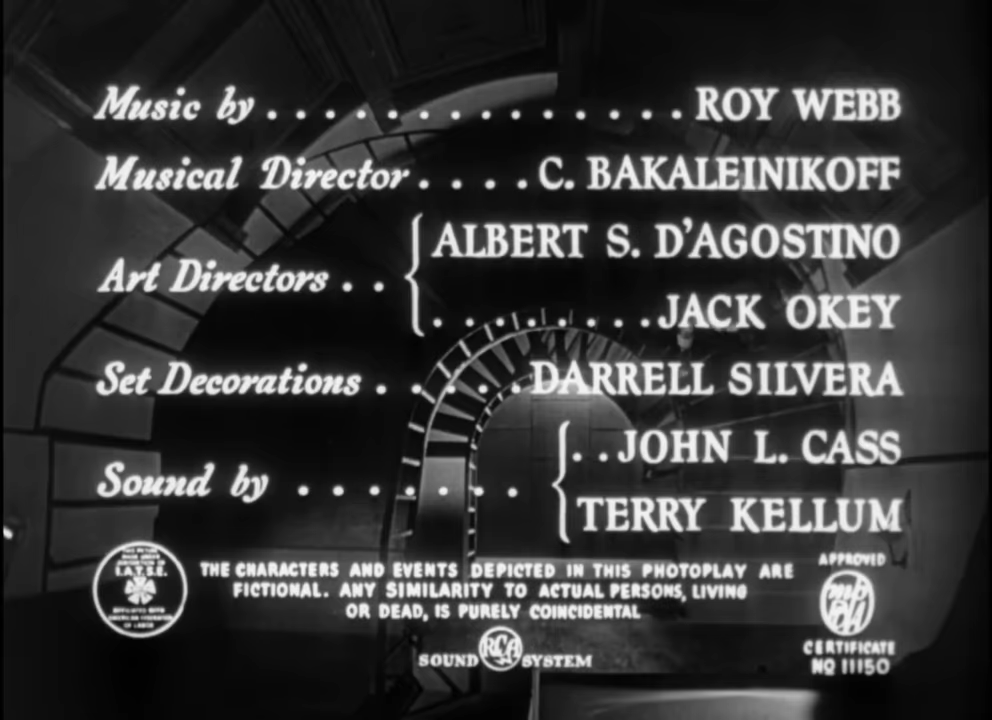 Music by . . . . . . . . . . . . . . ROY WEBB
Musical Director . . . . C. BAKALEINIKOFF
Art Directors . . { ALBERT S. D'AGOSTINO
. . . . . . . . JACK OKEY
Set Decorations . . . . . DARRELL SILVERA
Sound by . . . . . . . { . . JOHN L. CASS
TERRY KELLUM
I.A.T.S.E.
THE CHARACTERS AND EVENTS DEPICTED IN THIS PHOTOPLAY ARE
FICTIONAL. ANY SIMILARITY TO ACTUAL PERSONS, LIVING
OR DEAD, IS PURELY COINCIDENTAL
SOUND RCA SYSTEM
APPROVED
CERTIFICATE
NO 11150